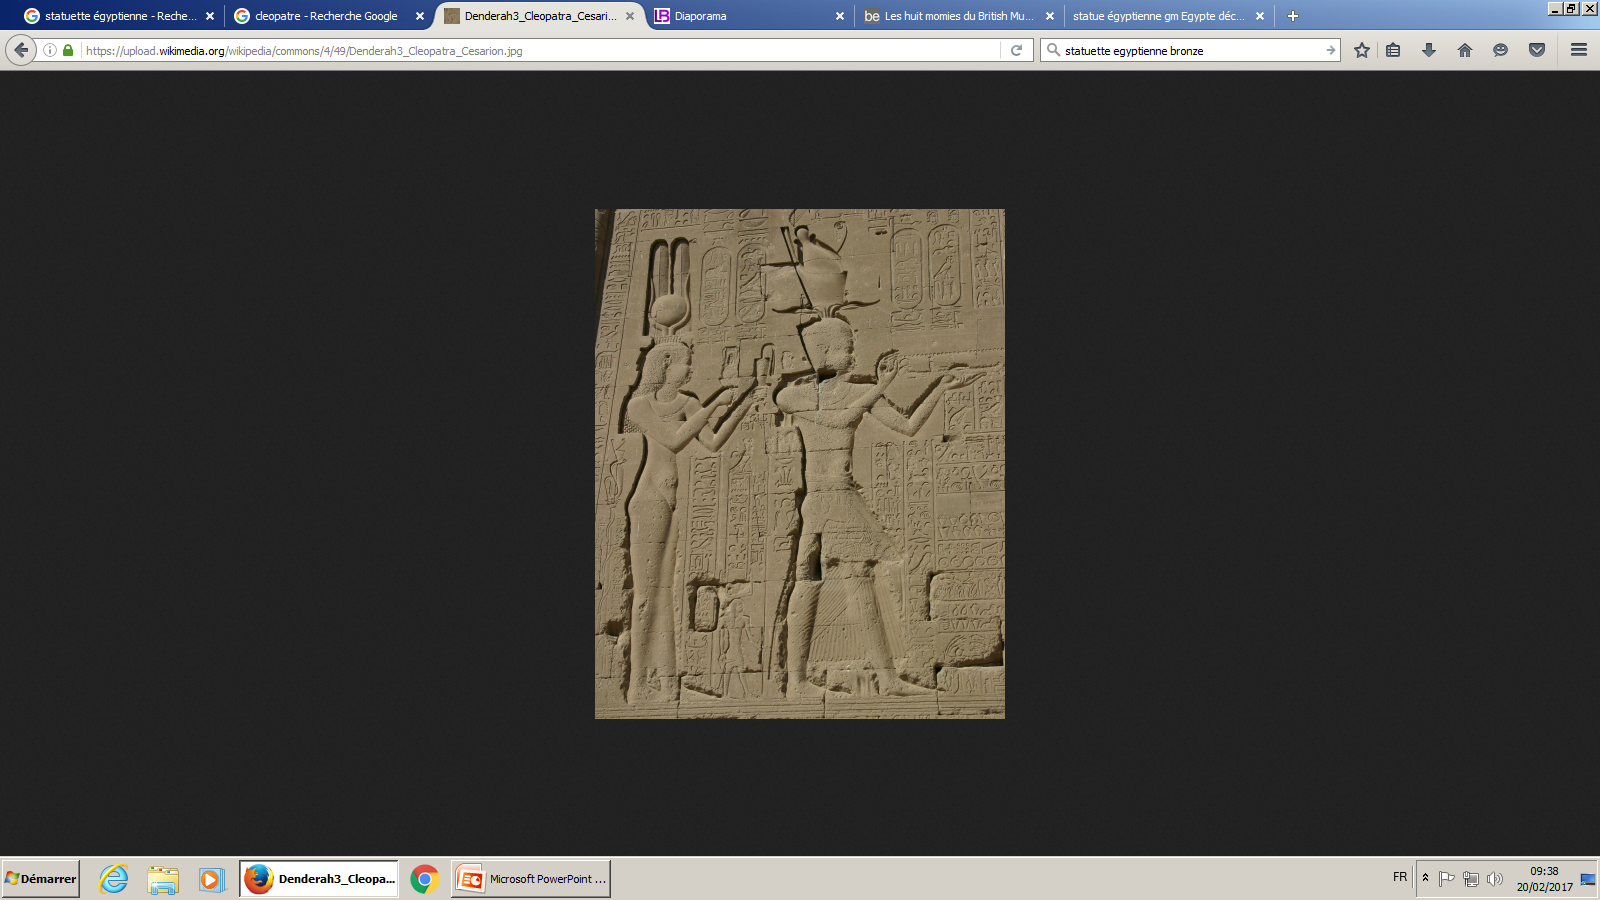 statuette égyptienne - Reche...
cleopatre - Recherche Google
Denderah3_Cleopatra_Cesari...
Diaporama
Les huit momies du British Mu...
statue égyptienne gm Egypte déc...
https://upload.wikimedia.org/wikipedia/commons/4/49/Denderah3_Cleopatra_Cesarion.jpg
statuette egyptienne bronze
Démarrer
Denderah3_Cleopa...
Microsoft PowerPoint ...
FR
09:38
20/02/2017